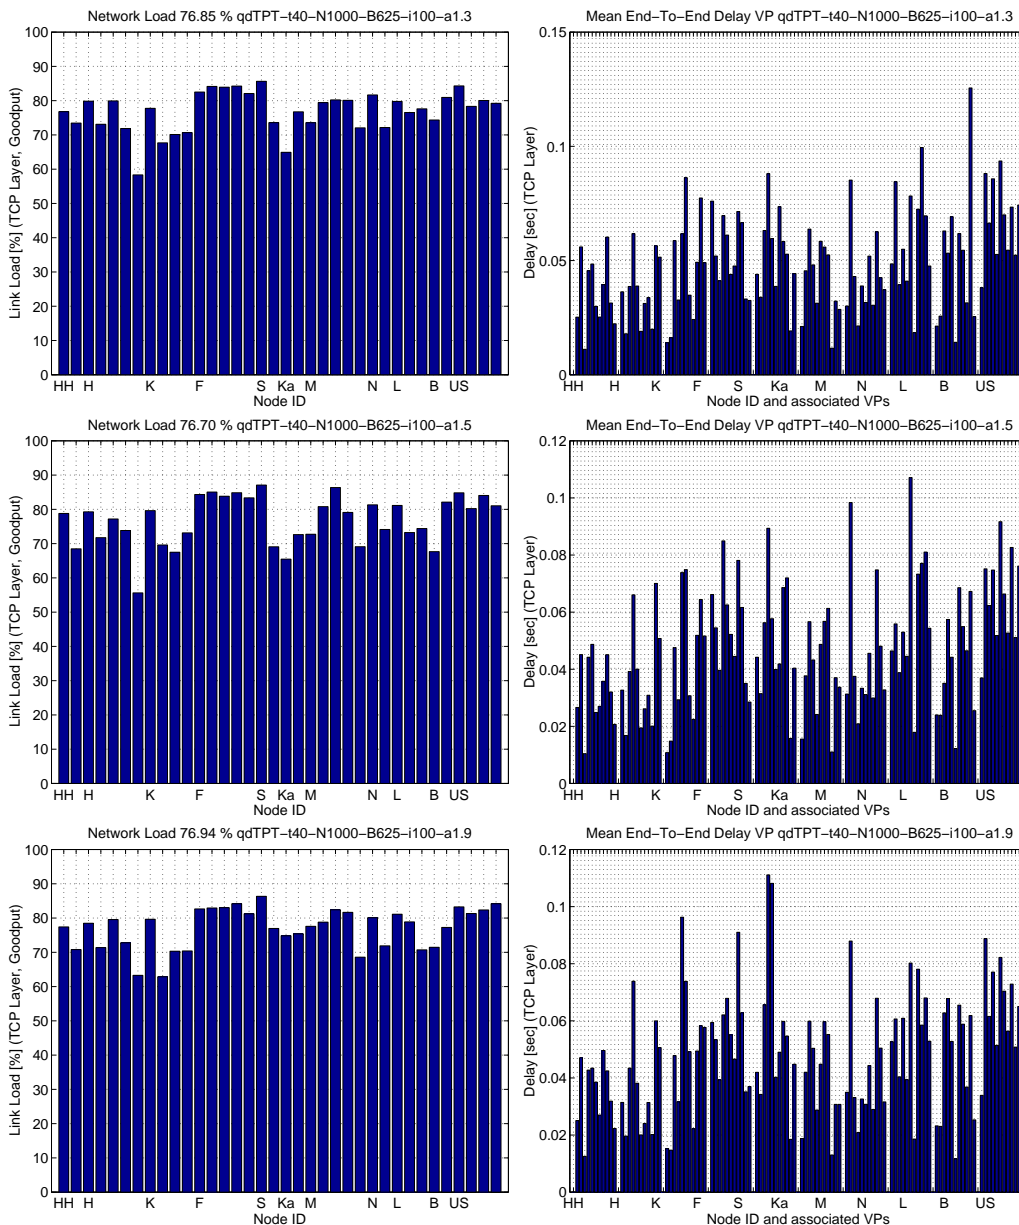 Network Load 76.85 % qdTPT−t40−N1000−B625−i100−a1.3
Link Load [%] (TCP Layer, Goodput)
100
90
80
70
60
50
40
30
20
10
0
HH H K F S Ka M N L B US
Node ID
Mean End−To−End Delay VP qdTPT−t40−N1000−B625−i100−a1.3
Delay [sec] (TCP Layer)
0.15
0.1
0.05
0
HH H K F S Ka M N L B US
Node ID and associated VPs
Network Load 76.70 % qdTPT−t40−N1000−B625−i100−a1.5
Link Load [%] (TCP Layer, Goodput)
100
90
80
70
60
50
40
30
20
10
0
HH H K F S Ka M N L B US
Node ID
Mean End−To−End Delay VP qdTPT−t40−N1000−B625−i100−a1.5
Delay [sec] (TCP Layer)
0.12
0.1
0.08
0.06
0.04
0.02
0
HH H K F S Ka M N L B US
Node ID and associated VPs
Network Load 76.94 % qdTPT−t40−N1000−B625−i100−a1.9
Link Load [%] (TCP Layer, Goodput)
100
90
80
70
60
50
40
30
20
10
0
HH H K F S Ka M N L B US
Node ID
Mean End−To−End Delay VP qdTPT−t40−N1000−B625−i100−a1.9
Delay [sec] (TCP Layer)
0.12
0.1
0.08
0.06
0.04
0.02
0
HH H K F S Ka M N L B US
Node ID and associated VPs